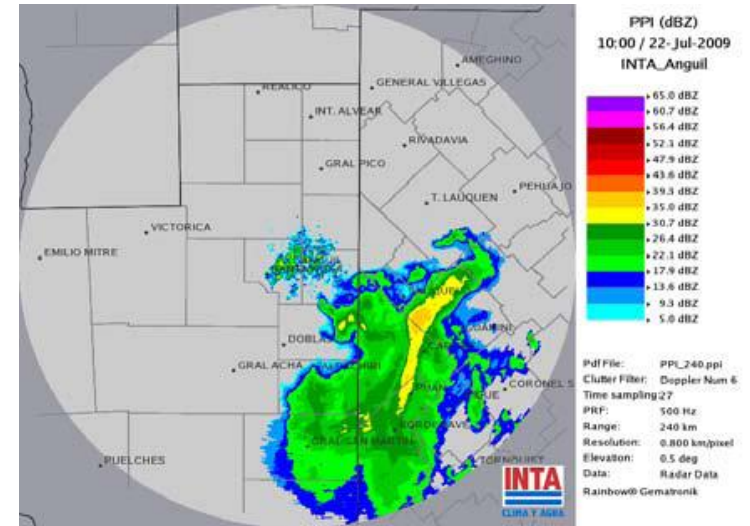 PPI (dBZ)
10:00 / 22-Jul-2009
INTA_Anguil
65.0 dBZ
60.7 dBZ
56.4 dBZ
52.1 dBZ
47.9 dBZ
43.6 dBZ
39.3 dBZ
35.0 dBZ
30.7 dBZ
26.4 dBZ
22.1 dBZ
17.9 dBZ
13.6 dBZ
9.3 dBZ
5.0 dBZ
Pdf File: PPI_240.ppi
Clutter Filter: Doppler Num 6
Time sampling:27
PRF: 500 Hz
Range: 240 km
Resolution: 0.800 km/pixel
Elevation: 0.5 deg
Data: Radar Data
Rainbow® Gematronik
AMEGHINO
REALICO
GENERAL VILLEGAS
INT. ALVEAR
RIVADAVIA
GRAL PICO
PEHUAJO
T. LAUQUEN
VICTORICA
EMILIO MITRE
DOBLAS
GRAL ACHA
CORONEL S
GRAL SAN MARTIN
PUELCHES
TORNQUIST
INTA
CLIMA Y AGUA